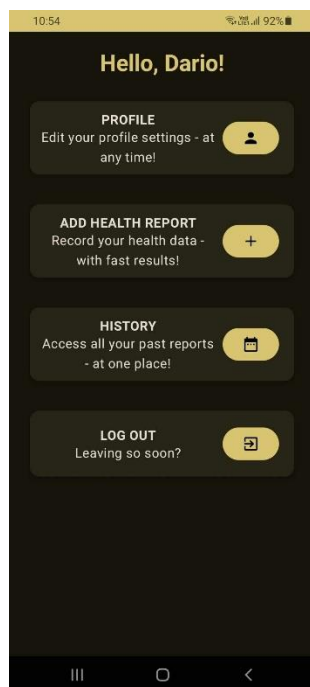 10:54
92%
Hello, Dario!
PROFILE
Edit your profile settings - at
any time!
ADD HEALTH REPORT
Record your health data -
with fast results!
HISTORY
Access all your past reports
- at one place!
LOG OUT
Leaving so soon?